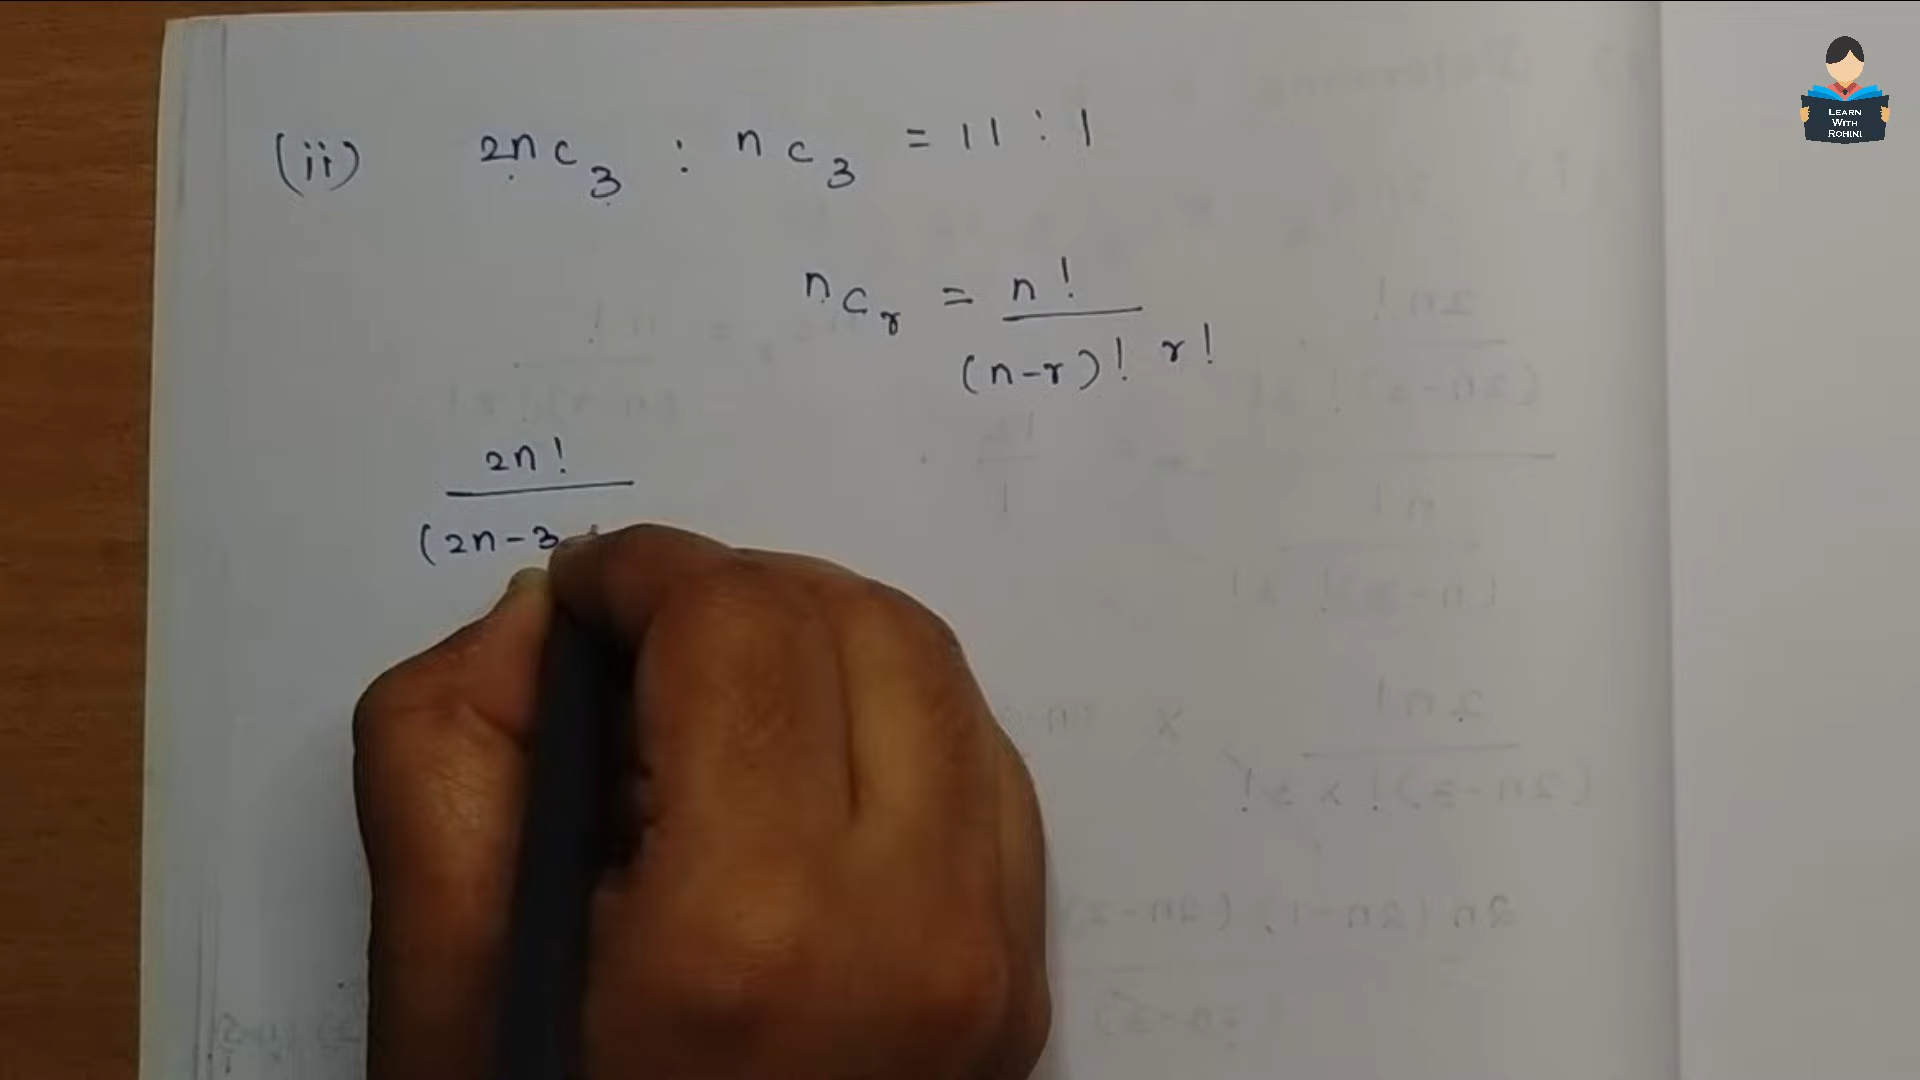 (ii) 2nC₃ : nC₃ = 11 : 1
nCᵣ = n! / (n-r)! r!
2n!
(2n-3
LEARN
WITH
ROHINI